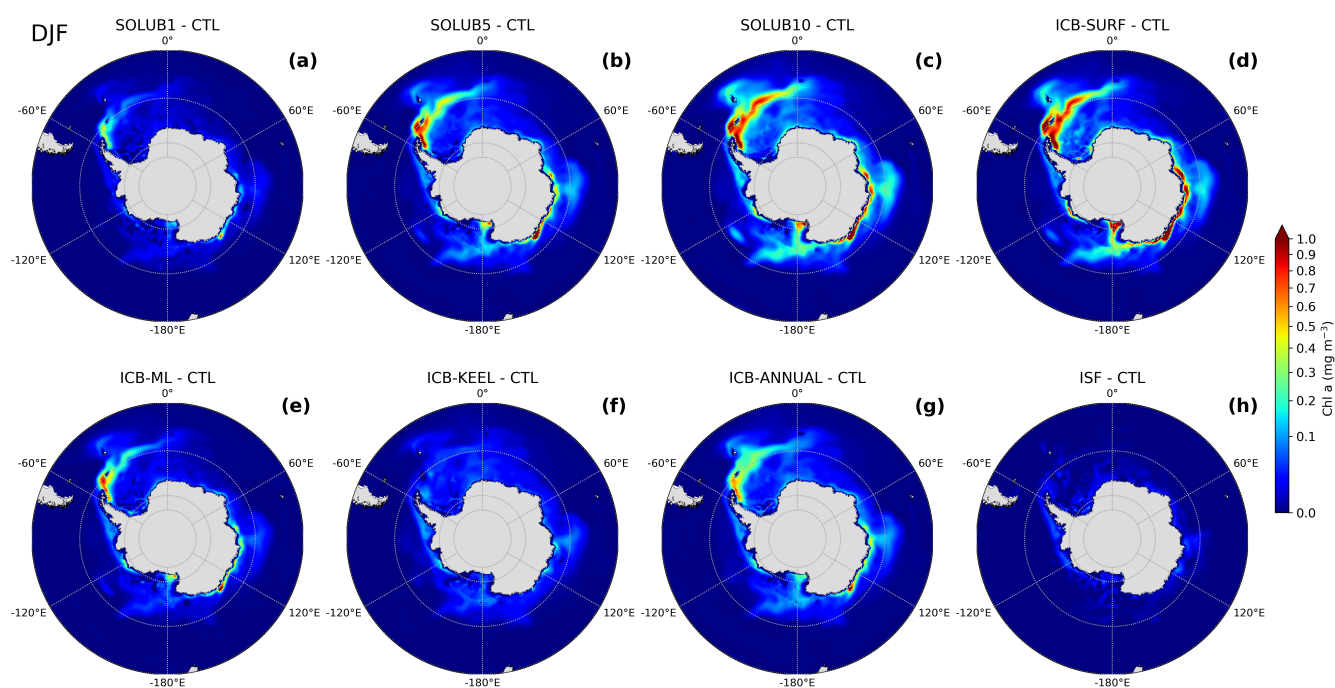 DJF
SOLUB1 - CTL
0°
(a)
-60°E
60°E
-120°E
120°E
-180°E
SOLUB5 - CTL
0°
(b)
-60°E
60°E
-120°E
120°E
-180°E
SOLUB10 - CTL
0°
(c)
-60°E
60°E
-120°E
120°E
-180°E
ICB-SURF - CTL
0°
(d)
-60°E
60°E
-120°E
120°E
-180°E
ICB-ML - CTL
0°
(e)
-60°E
60°E
-120°E
120°E
-180°E
ICB-KEEL - CTL
0°
(f)
-60°E
60°E
-120°E
120°E
-180°E
ICB-ANNUAL - CTL
0°
(g)
-60°E
60°E
-120°E
120°E
-180°E
ISF - CTL
0°
(h)
-60°E
60°E
-120°E
120°E
-180°E
1.0
0.9
0.8
0.7
0.6
0.5
0.4
0.3
0.2
0.1
0.0
Chl a (mg m⁻³)